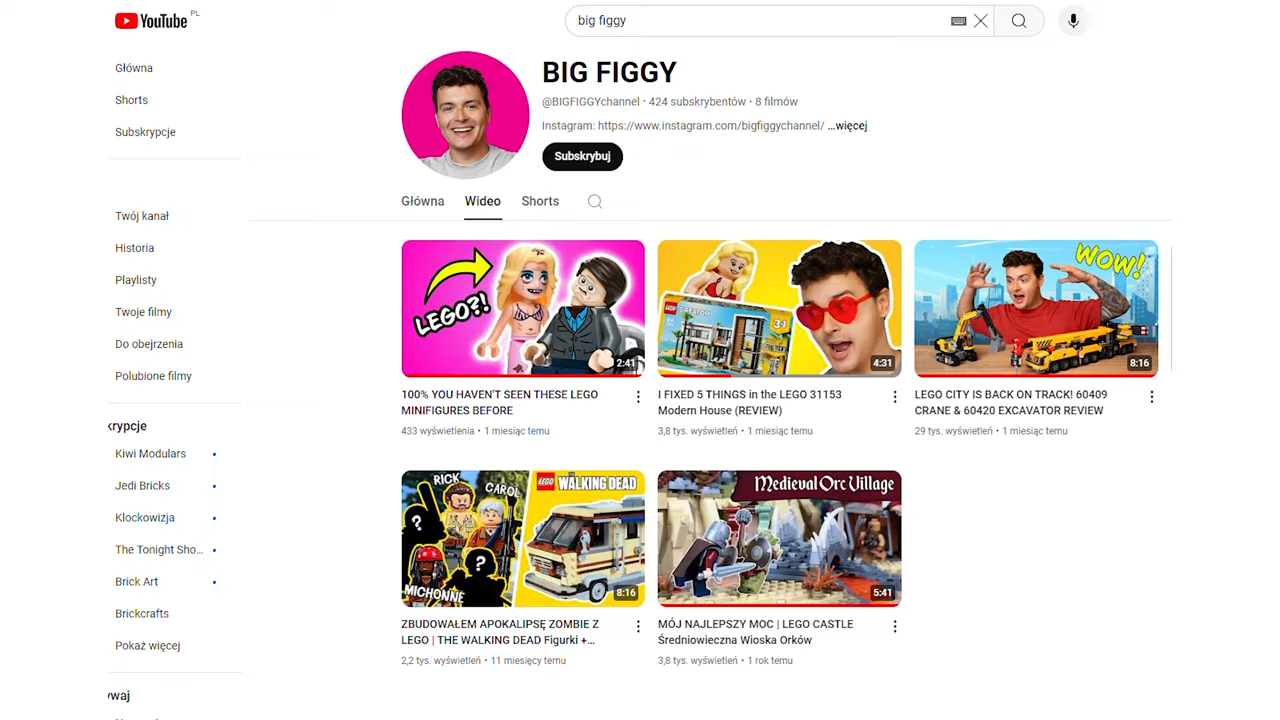 YouTube PL
big figgy
Główna
Shorts
Subskrypcje
Twój kanał
Historia
Playlisty
Twoje filmy
Do obejrzenia
Polubione filmy
krypcje
Kiwi Modulars
Jedi Bricks
Klockowizja
The Tonight Sho...
Brick Art
Brickcrafts
Pokaż więcej
ywaj
BIG FIGGY
@BIGFIGGYchannel • 424 subskrybentów • 8 filmów
Instagram: https://www.instagram.com/bigfiggychannel/ ...więcej
Subskrybuj
Główna Wideo Shorts
LEGO?!
2:41
100% YOU HAVEN'T SEEN THESE LEGO
MINIFIGURES BEFORE
433 wyświetlenia • 1 miesiąc temu
LEGO CREATOR
3in1
4:31
I FIXED 5 THINGS in the LEGO 31153
Modern House (REVIEW)
3,8 tys. wyświetleń • 1 miesiąc temu
WOW!
8:16
LEGO CITY IS BACK ON TRACK! 60409
CRANE & 60420 EXCAVATOR REVIEW
29 tys. wyświetleń • 1 miesiąc temu
RICK
CAROL
?
?
MICHONNE
LEGO THE WALKING DEAD
8:16
ZBUDOWAŁEM APOKALIPSĘ ZOMBIE Z
LEGO | THE WALKING DEAD Figurki +...
2,2 tys. wyświetleń • 11 miesięcy temu
Medieval Orc Village
5:41
MÓJ NAJLEPSZY MOC | LEGO CASTLE
Średniowieczna Wioska Orków
3,8 tys. wyświetleń • 1 rok temu